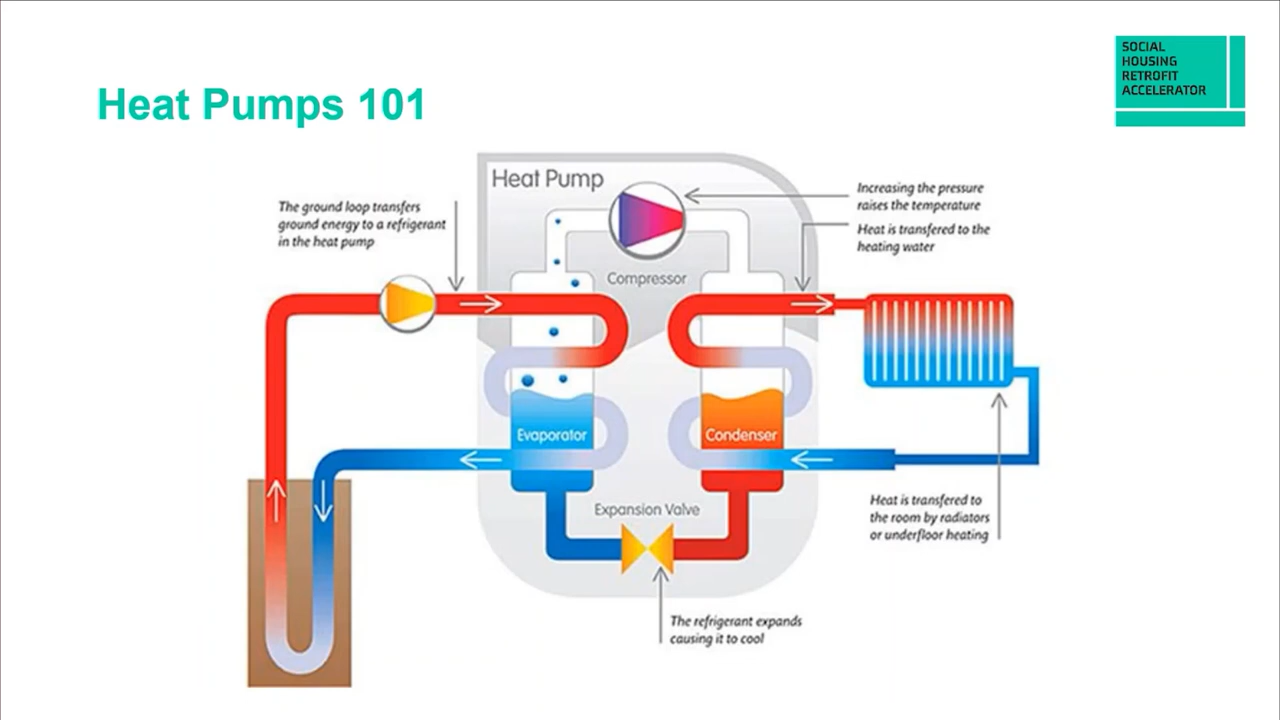 SOCIAL
HOUSING
RETROFIT
ACCELERATOR
Heat Pumps 101
Heat Pump
The ground loop transfers
ground energy to a refrigerant
in the heat pump
Increasing the pressure
raises the temperature
Heat is transfered to the
heating water
Compressor
Evaporator
Condenser
Expansion Valve
Heat is transfered to
the room by radiators
or underfloor heating
The refrigerant expands
causing it to cool